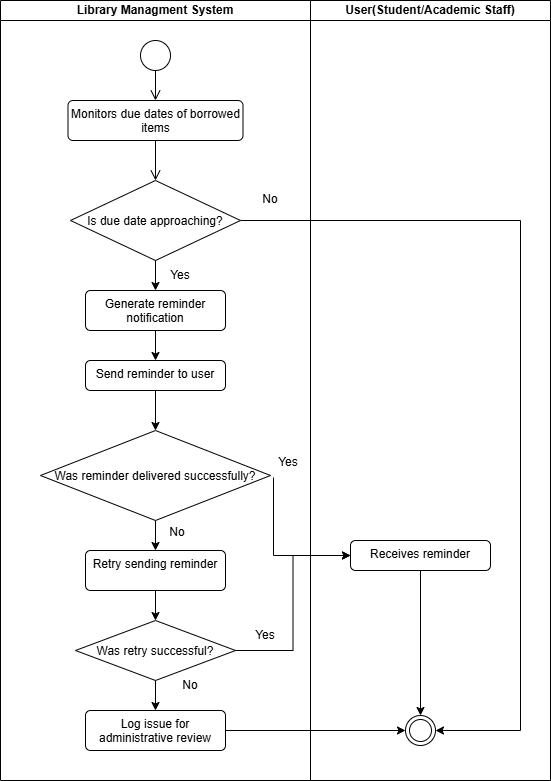 Library Managment System
User(Student/Academic Staff)
Monitors due dates of borrowed
items
Is due date approaching?
No
Yes
Generate reminder
notification
Send reminder to user
Was reminder delivered successfully?
Yes
No
Retry sending reminder
Receives reminder
Was retry successful?
Yes
No
Log issue for
administrative review